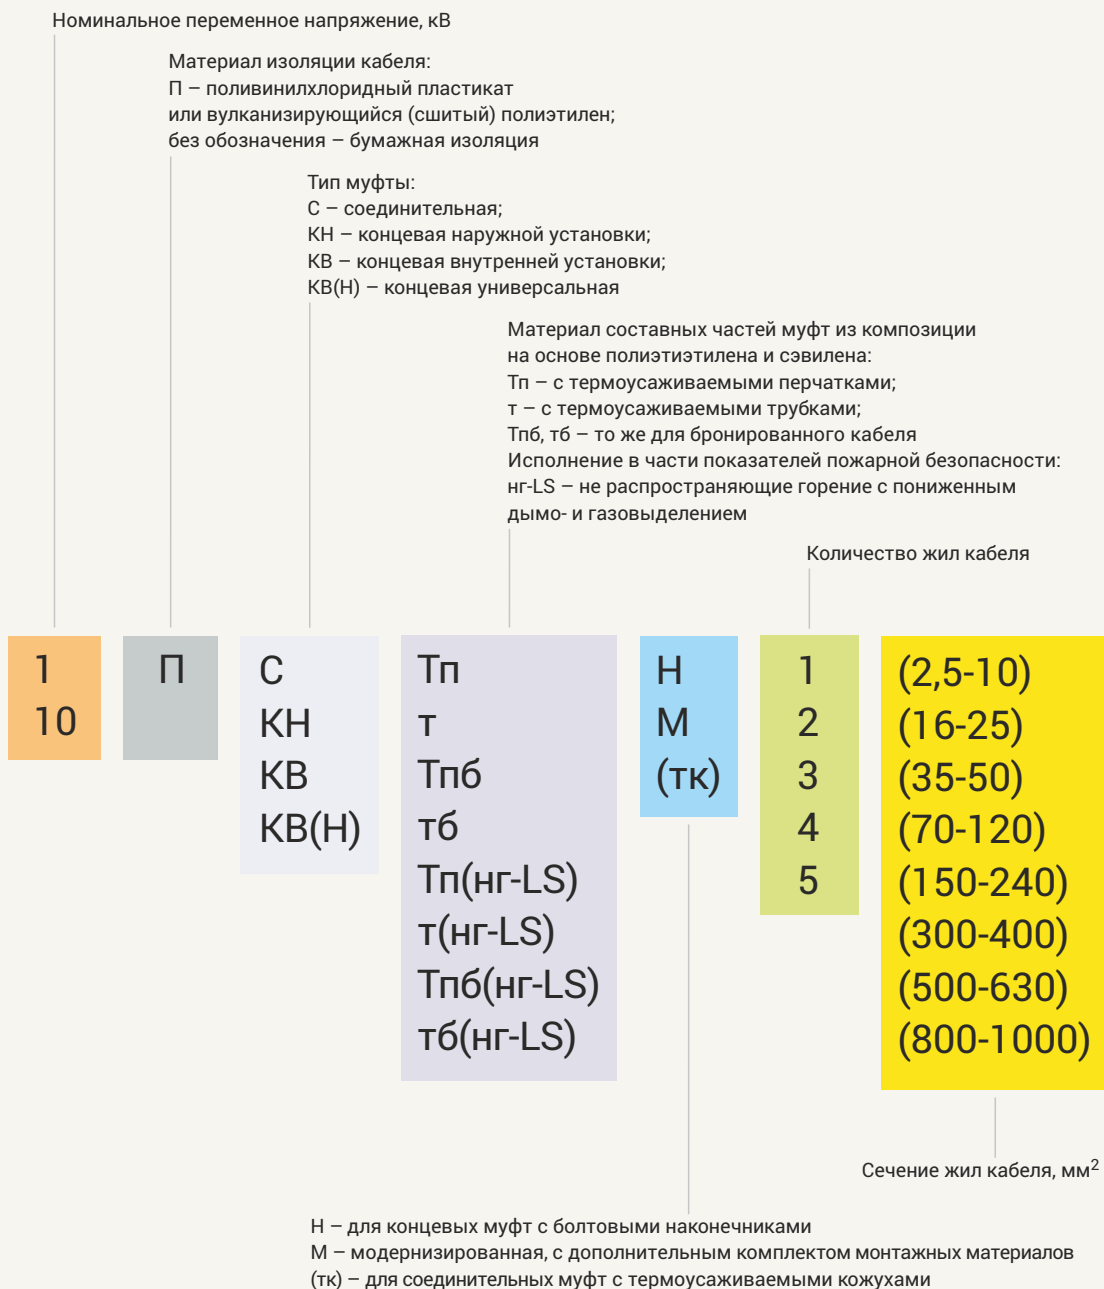 Номинальное переменное напряжение, кВ
Материал изоляции кабеля:
П – поливинилхлоридный пластикат
или вулканизирующийся (сшитый) полиэтилен;
без обозначения – бумажная изоляция
Тип муфты:
С – соединительная;
КН – концевая наружной установки;
КВ – концевая внутренней установки;
КВ(Н) – концевая универсальная
Материал составных частей муфт из композиции
на основе полиэтиэтилена и сэвилена:
Тп – с термоусаживаемыми перчатками;
т – с термоусаживаемыми трубками;
Тпб, тб – то же для бронированного кабеля
Исполнение в части показателей пожарной безопасности:
нг-LS – не распространяющие горение с пониженным
дымо- и газовыделением
Количество жил кабеля
1
10
П
С
КН
КВ
КВ(Н)
Тп
т
Тпб
тб
Тп(нг-LS)
т(нг-LS)
Тпб(нг-LS)
тб(нг-LS)
Н
М
(тк)
1
2
3
4
5
(2,5-10)
(16-25)
(35-50)
(70-120)
(150-240)
(300-400)
(500-630)
(800-1000)
Сечение жил кабеля, мм²
Н – для концевых муфт с болтовыми наконечниками
М – модернизированная, с дополнительным комплектом монтажных материалов
(тк) – для соединительных муфт с термоусаживаемыми кожухами